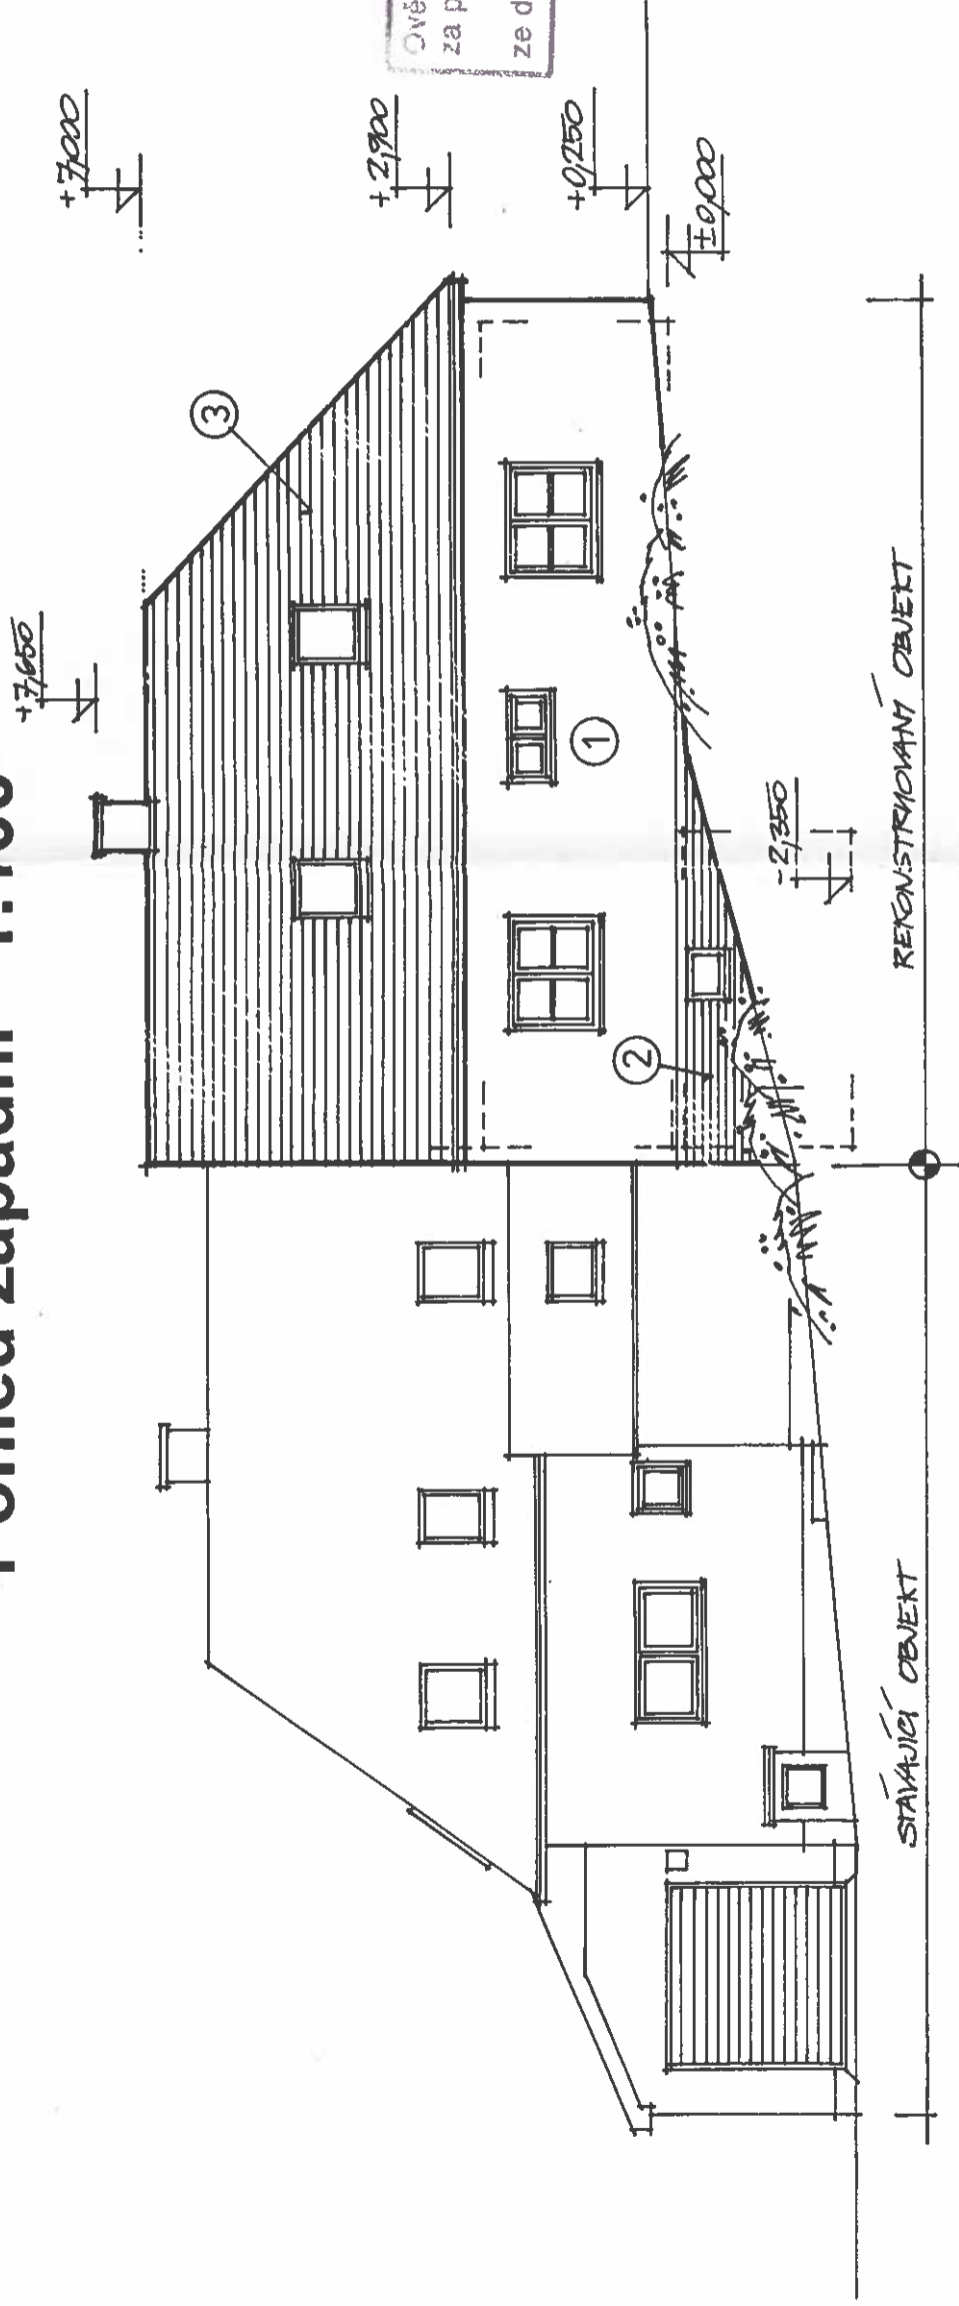 Pohled západní 1:100
+7,650
+7,000
+2,900
+0,250
±0,000
-2,350
3
1
2
STÁVAJÍCÍ OBJEKT
REKONSTRUOVANÝ OBJEKT
Ově
za p
ze d